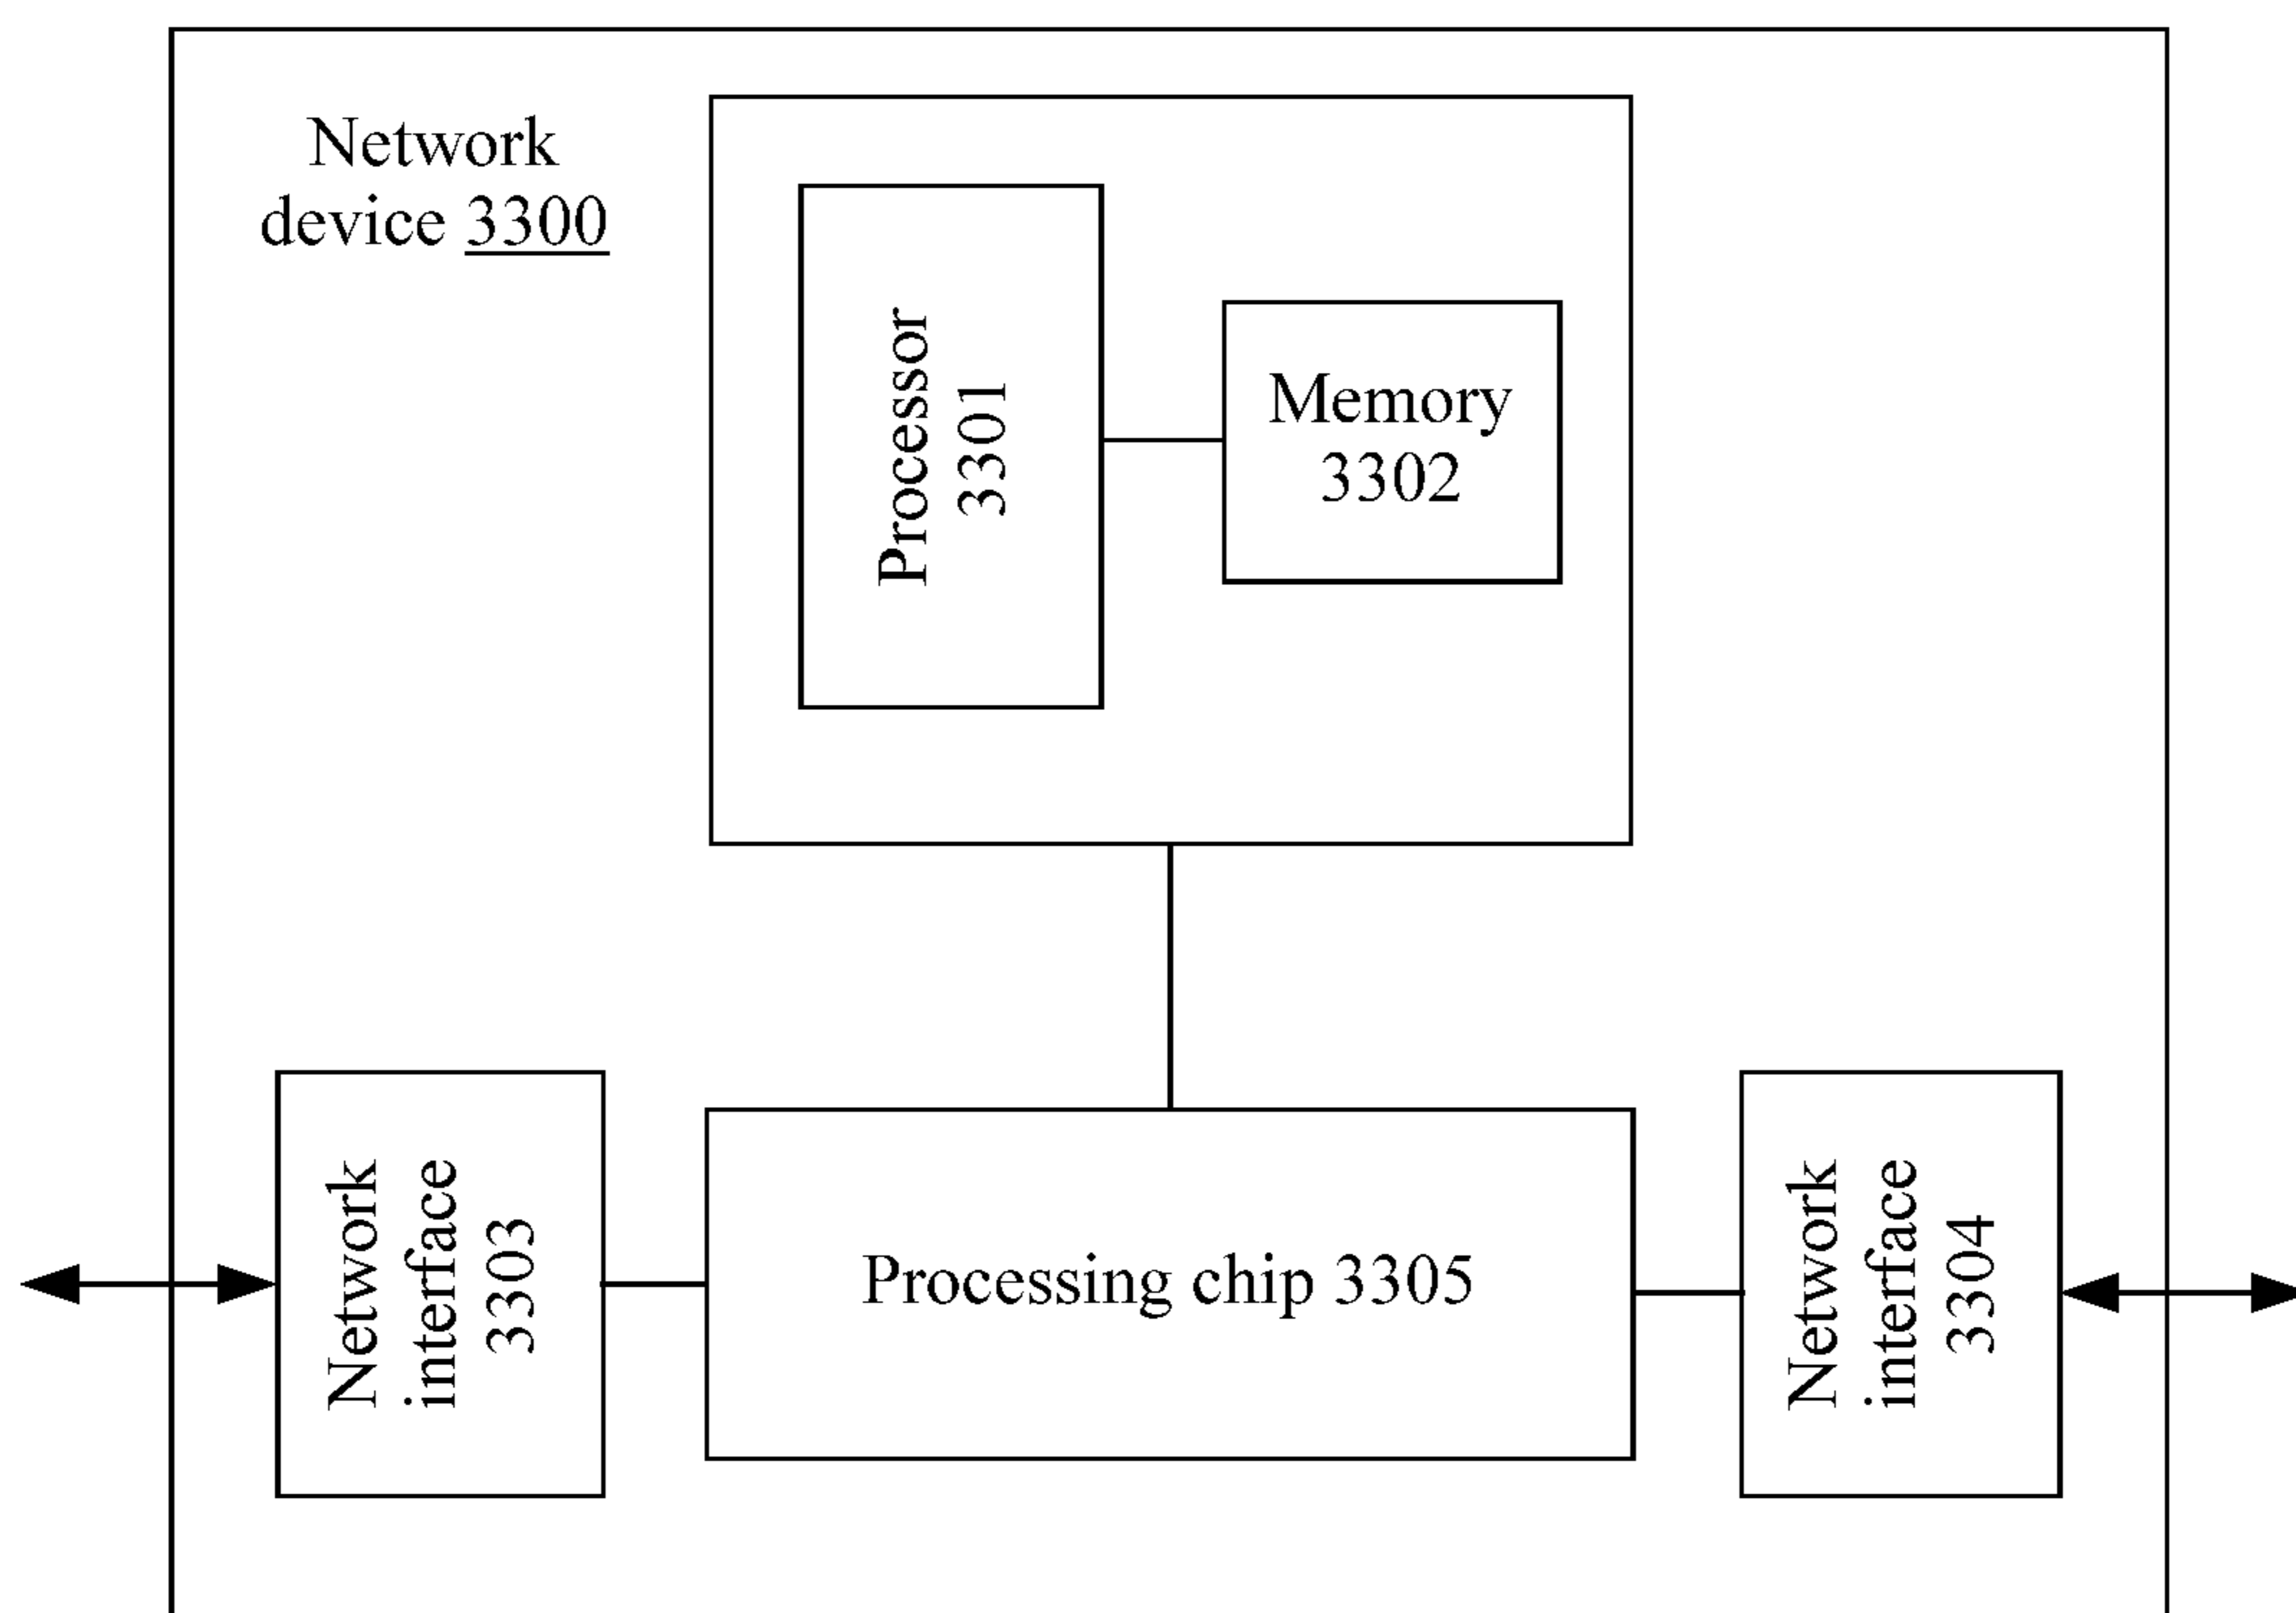 Network
device 3300
Processor
3301
Memory
3302
Network
interface
3303
Processing chip 3305
Network
interface
3304